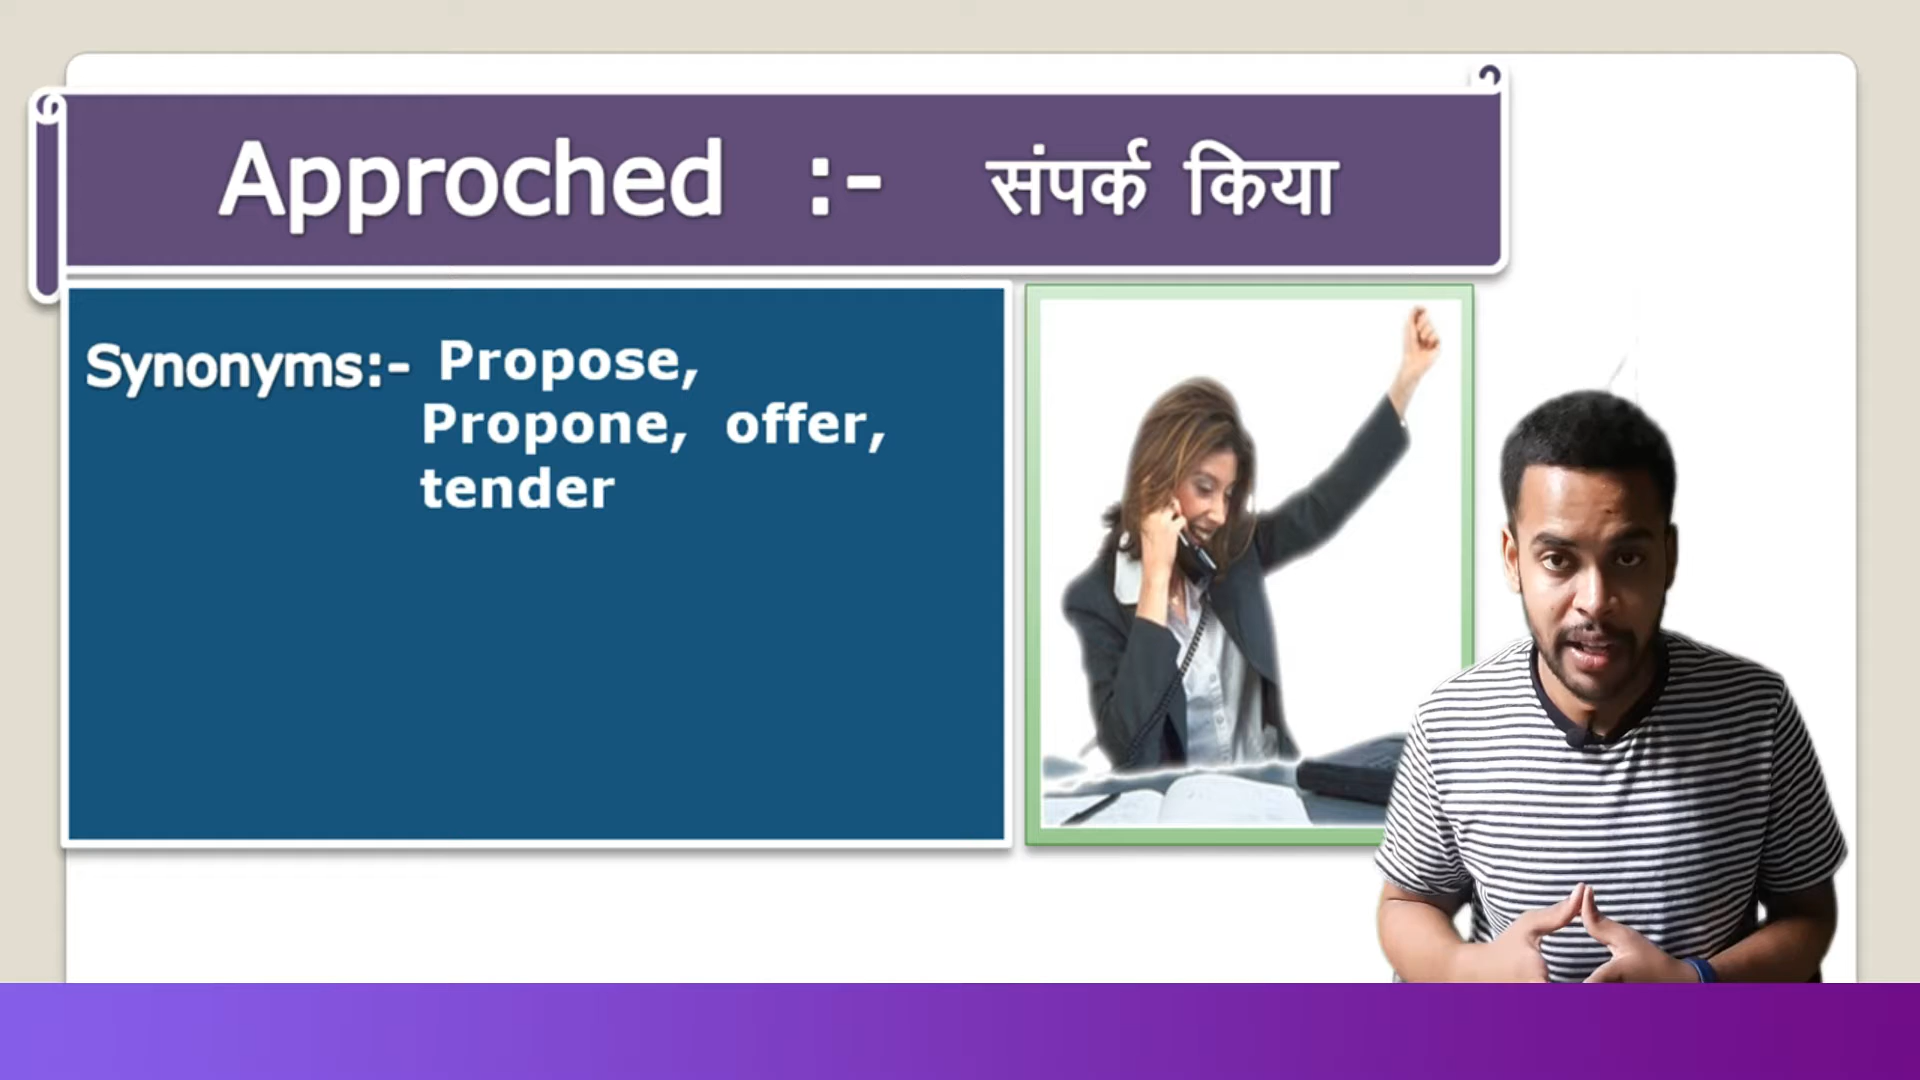 Approched :- संपर्क किया
Synonyms:- Propose,
Propone, offer,
tender